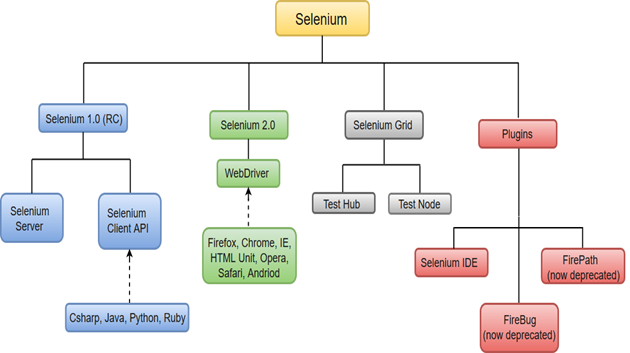 Selenium
Selenium 1.0 (RC)
Selenium 2.0
Selenium Grid
Plugins
WebDriver
Selenium
Server
Selenium
Client API
Test Hub
Test Node
Firefox, Chrome, IE,
HTML Unit, Opera,
Safari, Andriod
Selenium IDE
FirePath
(now deprecated)
Csharp, Java, Python, Ruby
FireBug
(now deprecated)